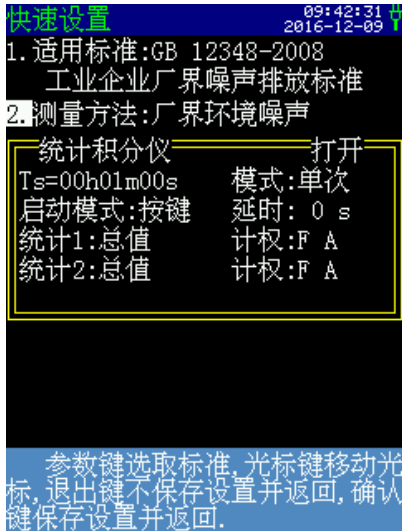 快速设置 09:42:31
2016-12-09
1.适用标准:GB 12348-2008
工业企业厂界噪声排放标准
2.测量方法:厂界环境噪声
统计积分仪 打开
Ts=00h01m00s 模式:单次
启动模式:按键 延时: 0 s
统计1:总值 计权:F A
统计2:总值 计权:F A
参数键选取标准,光标键移动光
标,退出键不保存设置并返回,确认
键保存设置并返回.